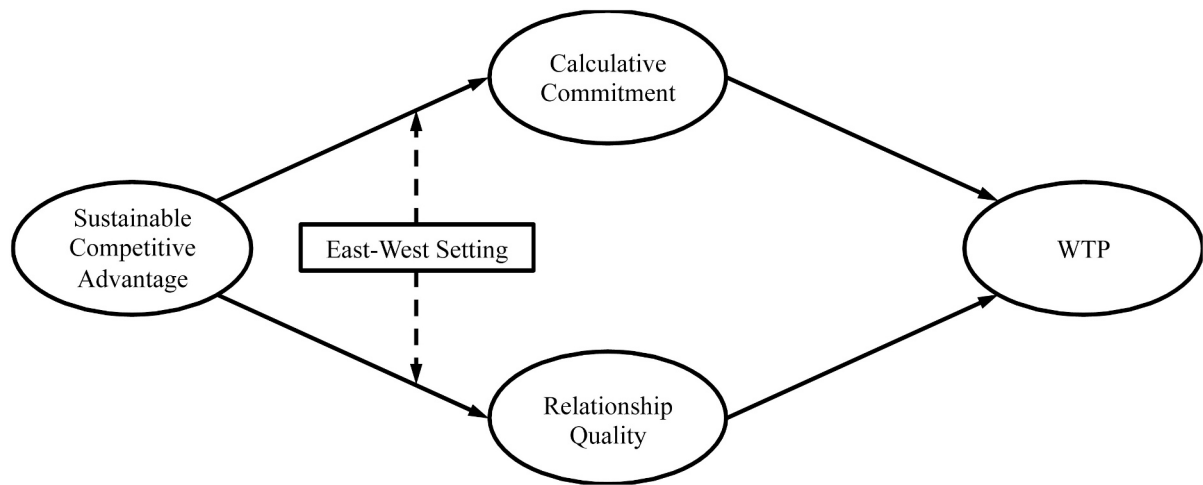 Calculative
Commitment
Sustainable
Competitive
Advantage
East-West Setting
WTP
Relationship
Quality